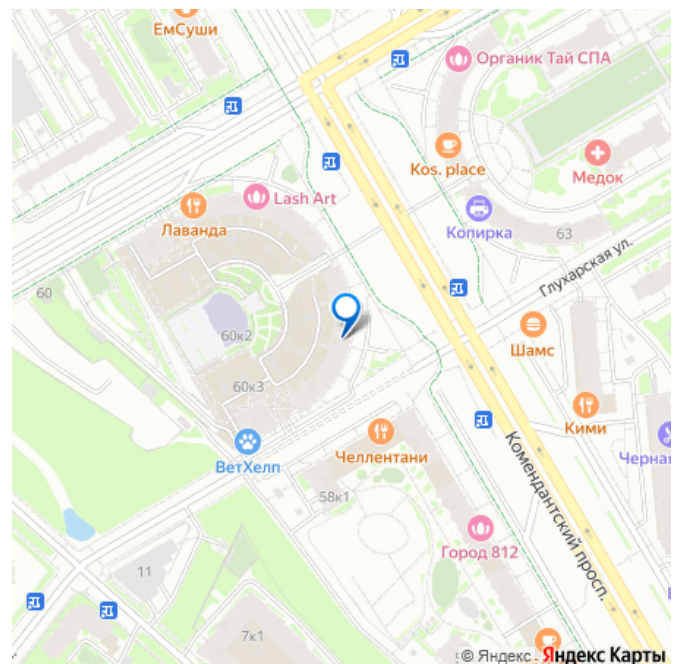 ЕмСуши
Органик Тай СПА
Kos. place
Медок
Lash Art
Лаванда
Копирка
63
Глухарская ул.
60
60к2
Шамс
60к3
Кими
Челлентани
ВетХелп
Черная
58к1
Комендантский просп.
Город 812
11
7к1
© Яндекс Яндекс Карты